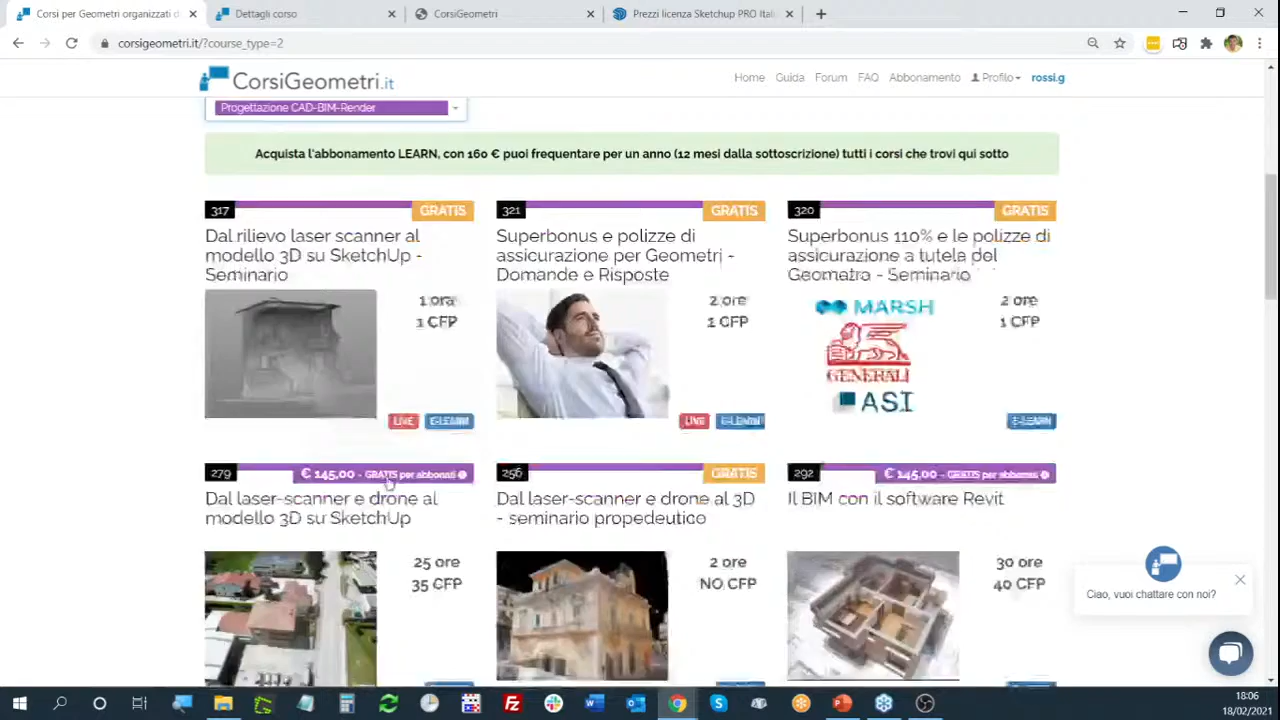 Corsi per Geometri organizzati d
Dettagli corso
CorsiGeometri
Prezzi licenza Sketchup PRO Ital
corsigeometri.it/?course_type=2
CorsiGeometri.it
Home Guida Forum FAQ Abbonamento Profilo rossi.g
Progettazione CAD-BIM-Render
Acquista l'abbonamento LEARN, con 160 € puoi frequentare per un anno (12 mesi dalla sottoscrizione) tutti i corsi che trovi qui sotto
317 GRATIS
Dal rilievo laser scanner al
modello 3D su SketchUp -
Seminario
1 ora
1 CFP
LIVE E-LEARN
321 GRATIS
Superbonus e polizze di
assicurazione per Geometri -
Domande e Risposte
2 ore
1 CFP
LIVE E-LEARN
320 GRATIS
Superbonus 110% e le polizze di
assicurazione a tutela del
Geometra - Seminario
MARSH
GENERALI
ASI
2 ore
1 CFP
E-LEARN
279 € 145,00 - GRATIS per abbonati
Dal laser-scanner e drone al
modello 3D su SketchUp
25 ore
35 CFP
256 GRATIS
Dal laser-scanner e drone al 3D
- seminario propedeutico
2 ore
NO CFP
292 € 145,00 - GRATIS per abbonati
Il BIM con il software Revit
30 ore
40 CFP
Ciao, vuoi chattare con noi?
18:06
18/02/2021